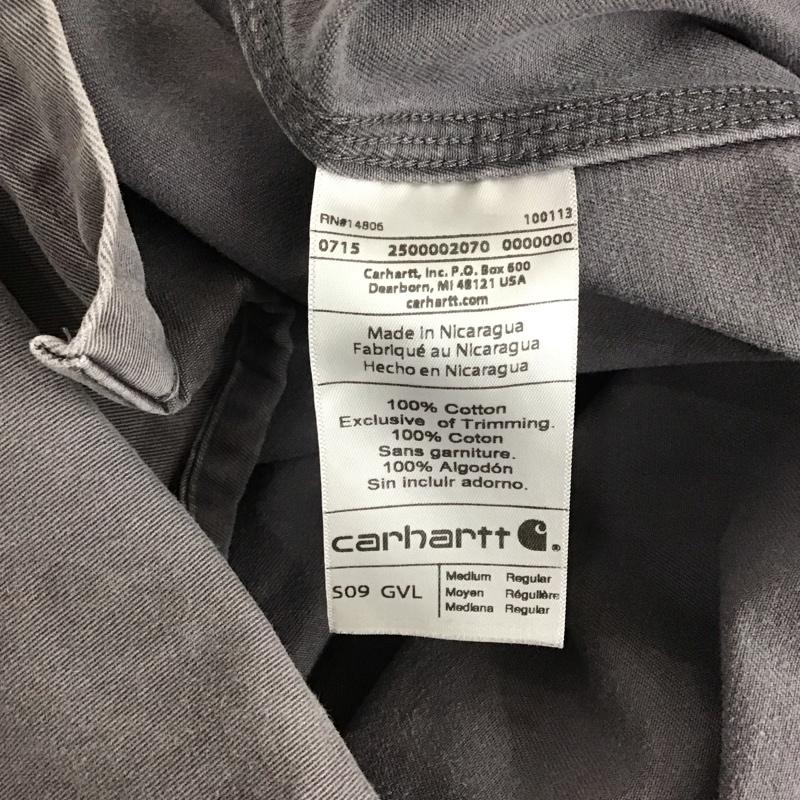 RN#14806 100113
0715 2500002070 0000000
Carhartt, Inc. P.O. Box 600
Dearborn, MI 48121 USA
carhartt.com
Made in Nicaragua
Fabriqué au Nicaragua
Hecho en Nicaragua
100% Cotton
Exclusive of Trimming.
100% Coton
Sans garniture.
100% Algodón
Sin incluir adorno.
carhartt ®
S09 GVL
Medium Regular
Moyen Régulière
Mediana Regular